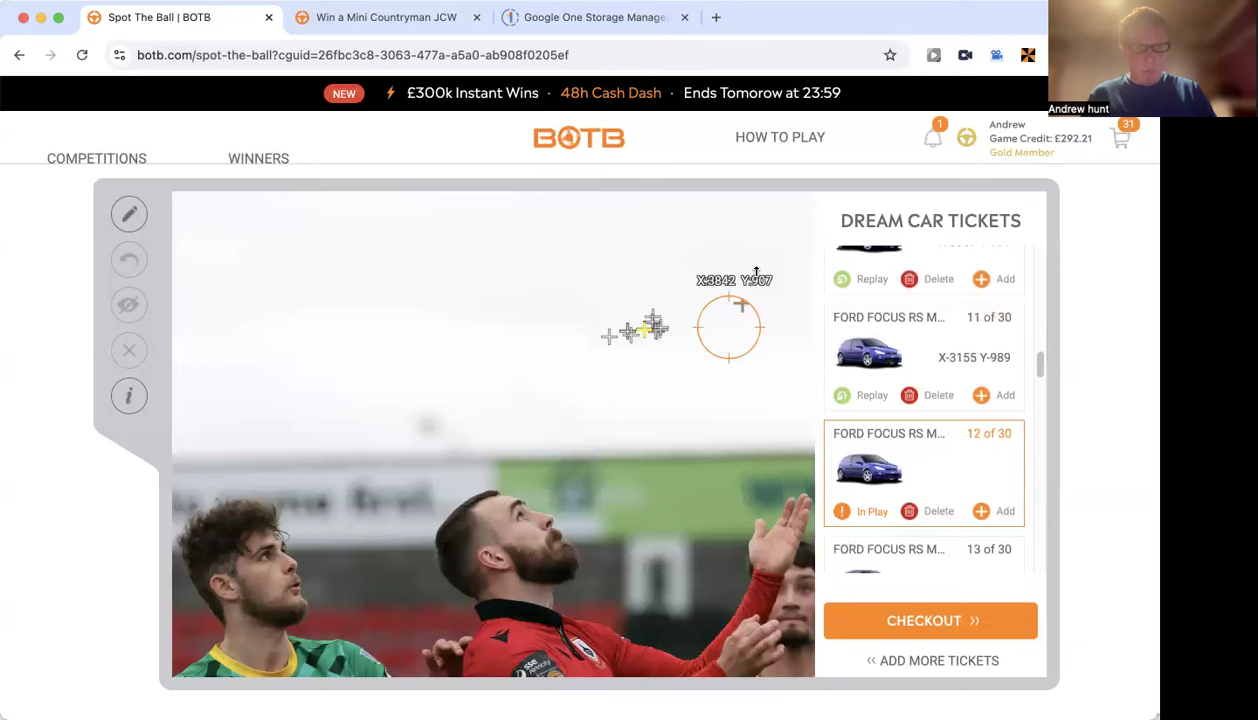 Spot The Ball | BOTB
Win a Mini Countryman JCW
Google One Storage Manage
botb.com/spot-the-ball?cguid=26fbc3c8-3063-477a-a5a0-ab908f0205ef
Andrew hunt
NEW
£300k Instant Wins · 48h Cash Dash · Ends Tomorow at 23:59
COMPETITIONS
WINNERS
BOTB
HOW TO PLAY
1
Andrew
Game Credit: £292.21
Gold Member
31
DREAM CAR TICKETS
Replay
Delete
Add
FORD FOCUS RS M... 11 of 30
X-3155 Y-989
Replay
Delete
Add
FORD FOCUS RS M... 12 of 30
In Play
Delete
Add
FORD FOCUS RS M... 13 of 30
CHECKOUT »
« ADD MORE TICKETS
X:3842 Y:907
sse